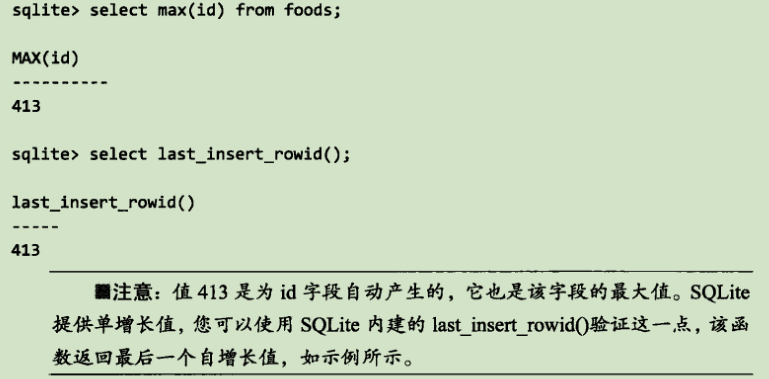 sqlite> select max(id) from foods;
MAX(id)
----------
413
sqlite> select last_insert_rowid();
last_insert_rowid()
-----
413
■注意：值 413 是为 id 字段自动产生的，它也是该字段的最大值。SQLite
提供单增长值，您可以使用 SQLite 内建的 last_insert_rowid()验证这一点，该函
数返回最后一个自增长值，如示例所示。